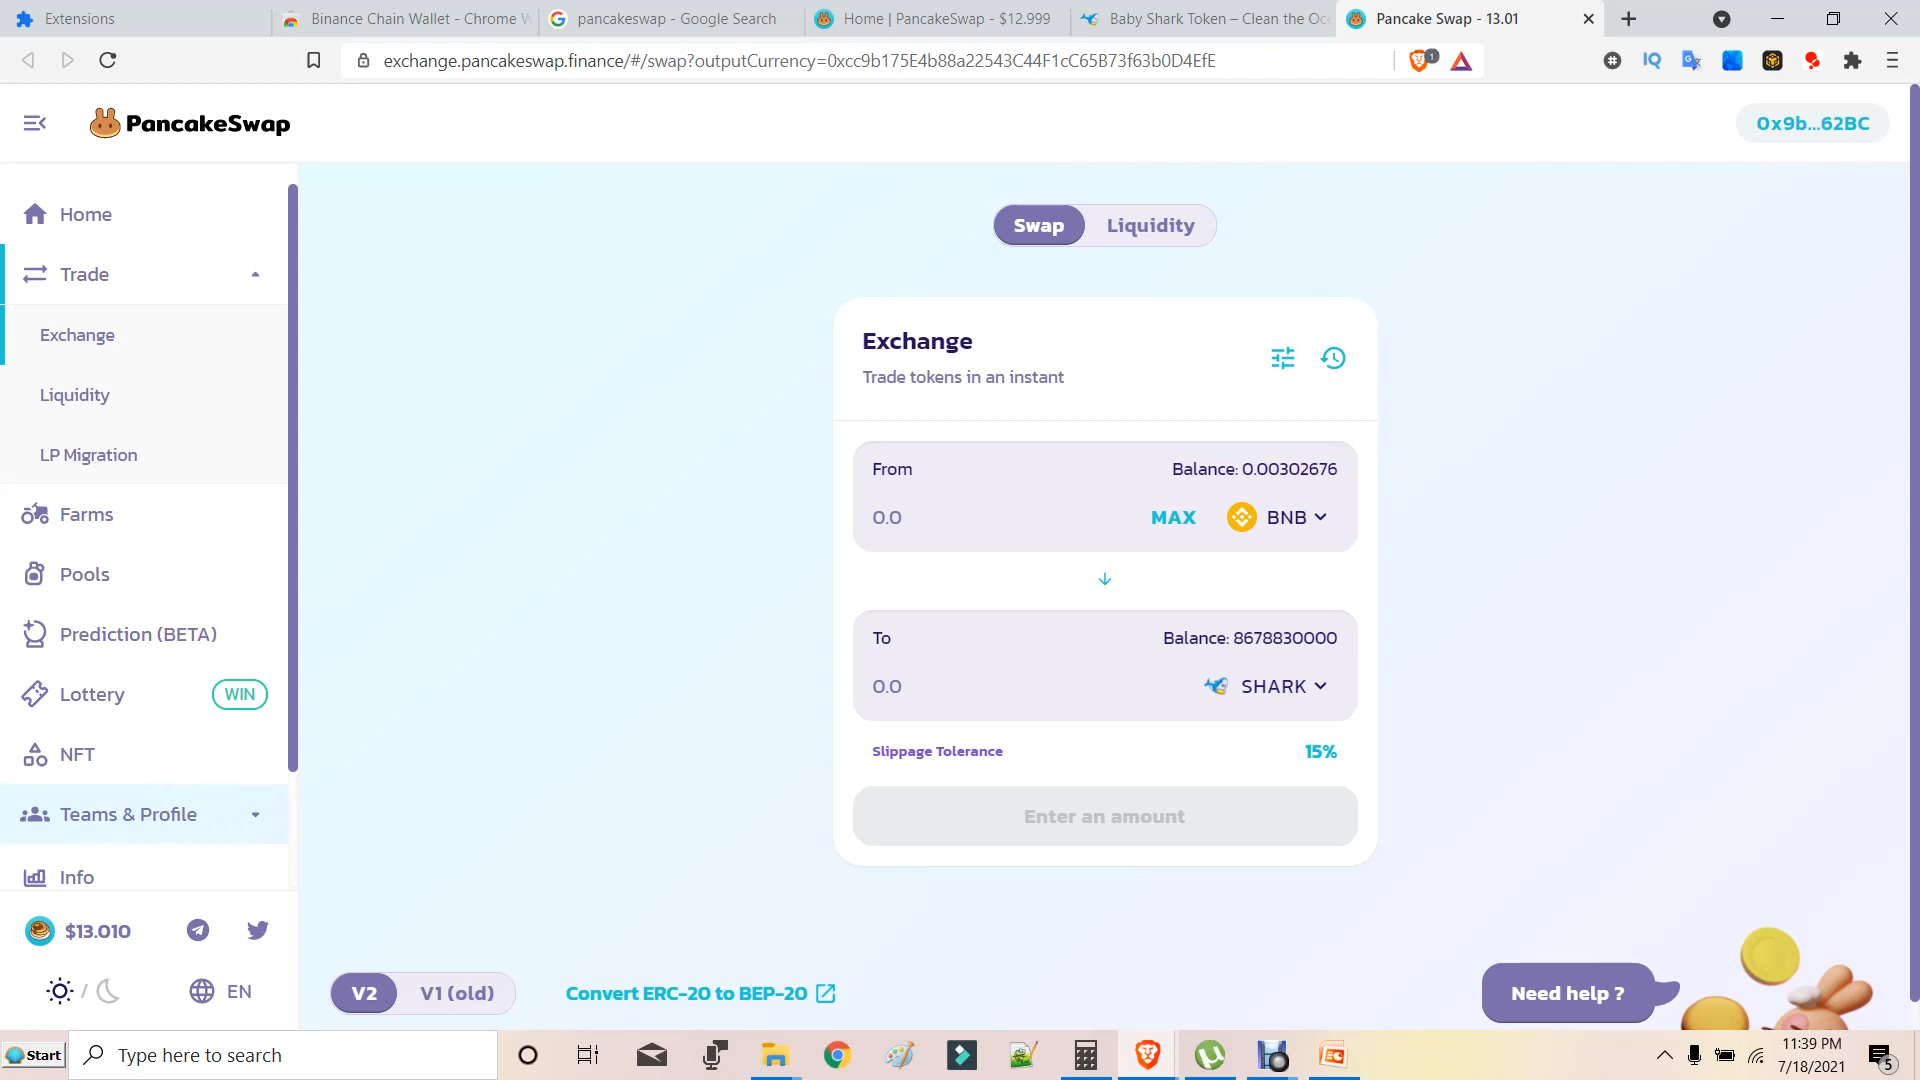 Extensions
Binance Chain Wallet - Chrome W
pancakeswap - Google Search
Home | PancakeSwap - $12.999
Baby Shark Token – Clean the Oce
Pancake Swap - 13.01
exchange.pancakeswap.finance/#/swap?outputCurrency=0xcc9b175E4b88a22543C44F1cC65B73f63b0D4EfE
1
IQ
PancakeSwap
0x9b...62BC
Home
Trade
Exchange
Liquidity
LP Migration
Farms
Pools
Prediction (BETA)
Lottery
WIN
NFT
Teams & Profile
Info
$13.010
/
EN
Swap
Liquidity
Exchange
Trade tokens in an instant
From
Balance: 0.00302676
0.0
MAX
BNB
To
Balance: 8678830000
0.0
SHARK
Slippage Tolerance
15%
Enter an amount
V2
V1 (old)
Convert ERC-20 to BEP-20
Need help ?
Start
Type here to search
11:39 PM
7/18/2021
5